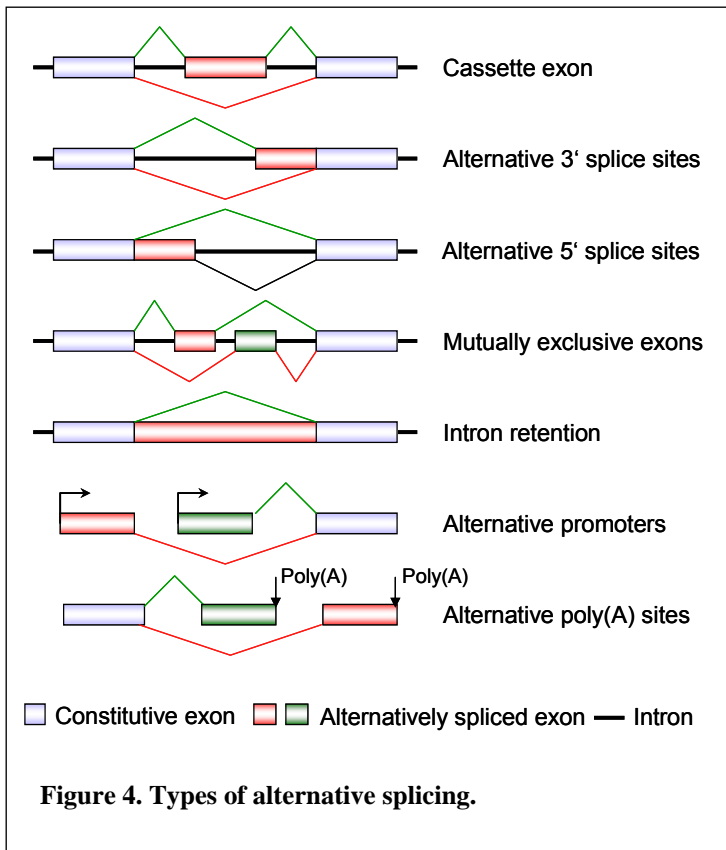 Cassette exon
Alternative 3‘ splice sites
Alternative 5‘ splice sites
Mutually exclusive exons
Intron retention
Alternative promoters
Poly(A) Poly(A)
Alternative poly(A) sites
Constitutive exon Alternatively spliced exon Intron
Figure 4. Types of alternative splicing.